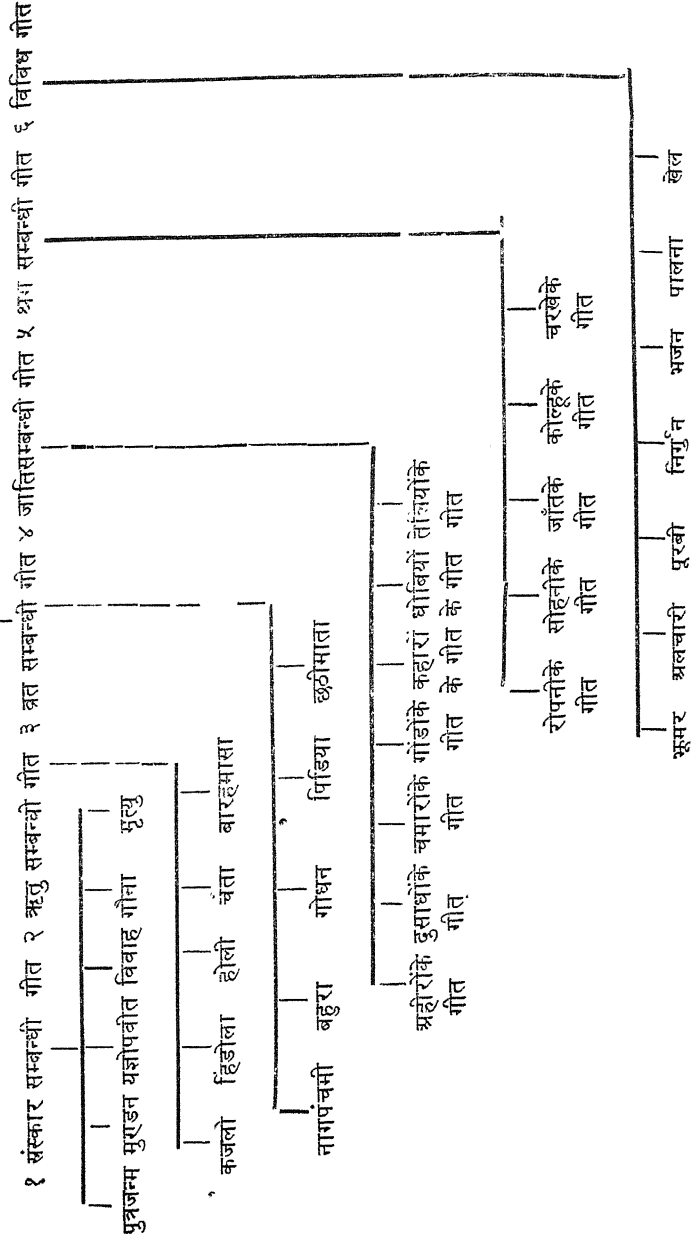 १ संस्कार सम्बन्धी गीत २ ऋतु सम्बन्धी गीत ३ व्रत सम्बन्धी गीत ४ जातिसम्बन्धी गीत ५ श्रम सम्बन्धी गीत ६ विविध गीत
पुत्रजन्म मुराडन यज्ञोपवीत विवाह गौना मृत्यु
कजली हिंडोला होली चैता बारहमासा
नागपंचमी बहुरा गोधन पिंडिया छठीमाता
अहीरोंके दुसाधोंके चमारोंके गोंडोंके कहारों धोबियों तेलियोंके
गीत गीत गीत गीत के गीत के गीत गीत
रोपनीके सोहनीके जाँतके कोल्हूके चरखेके
गीत गीत गीत गीत गीत
झूमर अलचारी पूरबी निर्गुन भजन पालना खेल